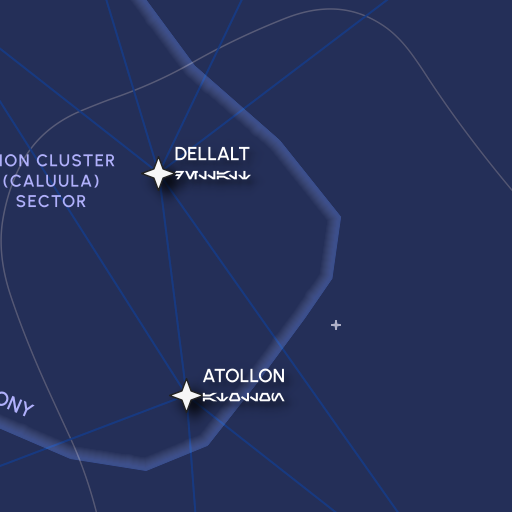 DELLALT
ION CLUSTER
(CALUULA)
SECTOR
ATOLLON
ONY